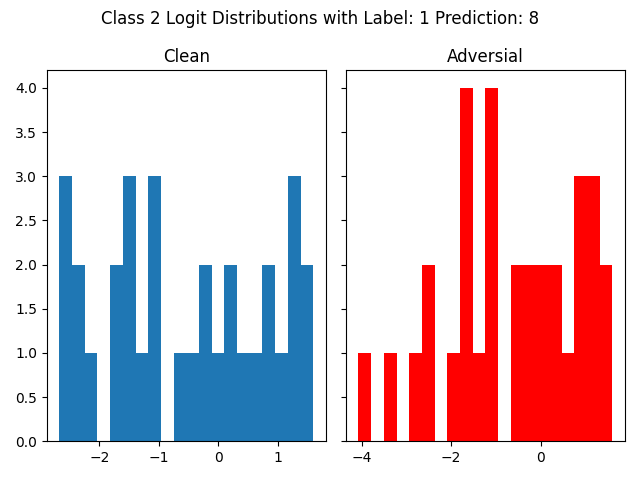 Class 2 Logit Distributions with Label: 1 Prediction: 8
Clean
Adversial
4.0
3.5
3.0
2.5
2.0
1.5
1.0
0.5
0.0
−2 −1 0 1
−4 −2 0